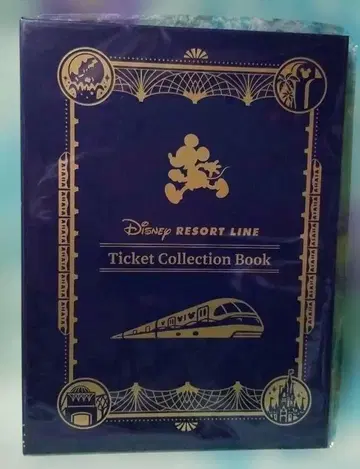 Disney RESORT LINE
Ticket Collection Book